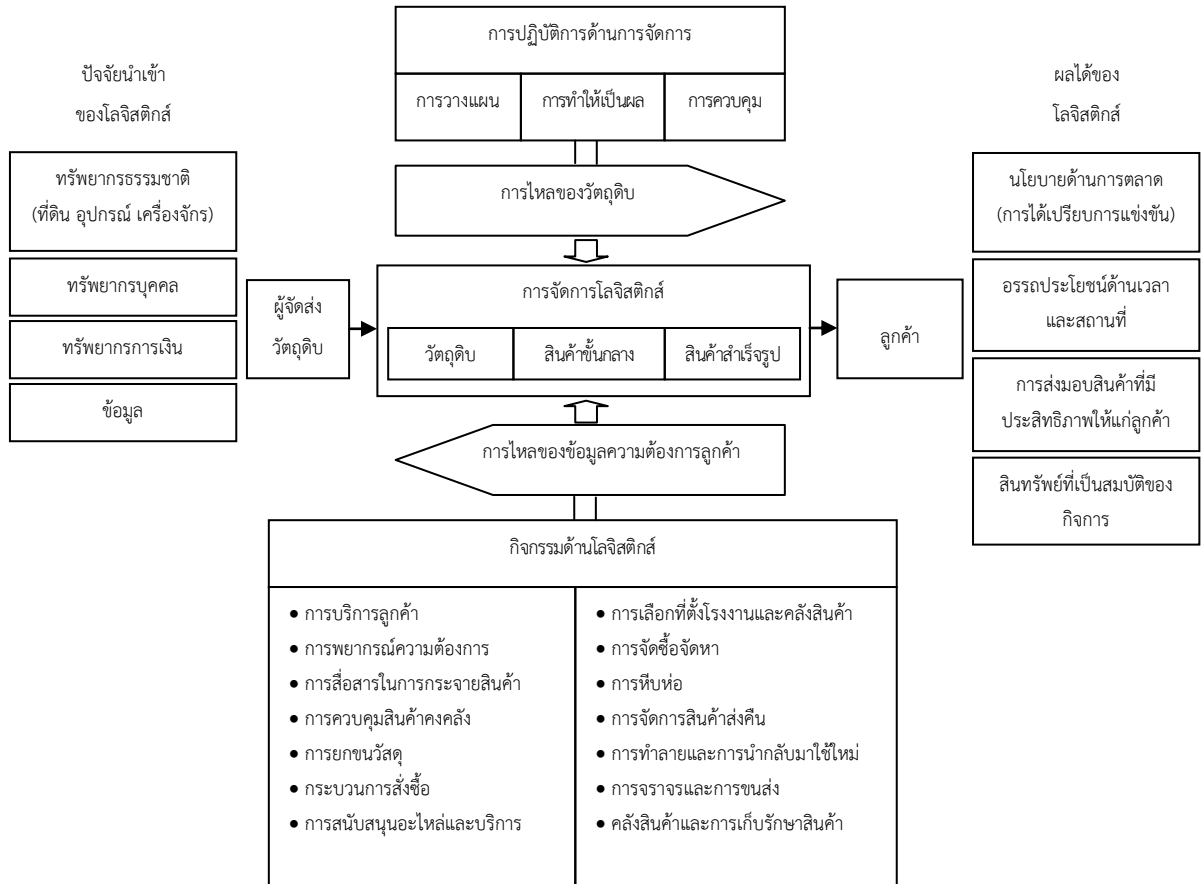 การปฏิบัติการด้านการจัดการ
การวางแผน
การทำให้เป็นผล
การควบคุม
ปัจจัยนำเข้า
ของโลจิสติกส์
ทรัพยากรธรรมชาติ
(ที่ดิน อุปกรณ์ เครื่องจักร)
ทรัพยากรบุคคล
ทรัพยากรการเงิน
ข้อมูล
ผู้จัดส่ง
วัตถุดิบ
การไหลของวัตถุดิบ
การจัดการโลจิสติกส์
วัตถุดิบ
สินค้าขั้นกลาง
สินค้าสำเร็จรูป
การไหลของข้อมูลความต้องการลูกค้า
ลูกค้า
ผลได้ของ
โลจิสติกส์
นโยบายด้านการตลาด
(การได้เปรียบการแข่งขัน)
อรรถประโยชน์ด้านเวลา
และสถานที่
การส่งมอบสินค้าที่มี
ประสิทธิภาพให้แก่ลูกค้า
สินทรัพย์ที่เป็นสมบัติของ
กิจการ
กิจกรรมด้านโลจิสติกส์
• การบริการลูกค้า
• การพยากรณ์ความต้องการ
• การสื่อสารในการกระจายสินค้า
• การควบคุมสินค้าคงคลัง
• การยกขนวัสดุ
• กระบวนการสั่งซื้อ
• การสนับสนุนอะไหล่และบริการ
• การเลือกที่ตั้งโรงงานและคลังสินค้า
• การจัดซื้อจัดหา
• การหีบห่อ
• การจัดการสินค้าส่งคืน
• การทำลายและการนำกลับมาใช้ใหม่
• การจราจรและการขนส่ง
• คลังสินค้าและการเก็บรักษาสินค้า